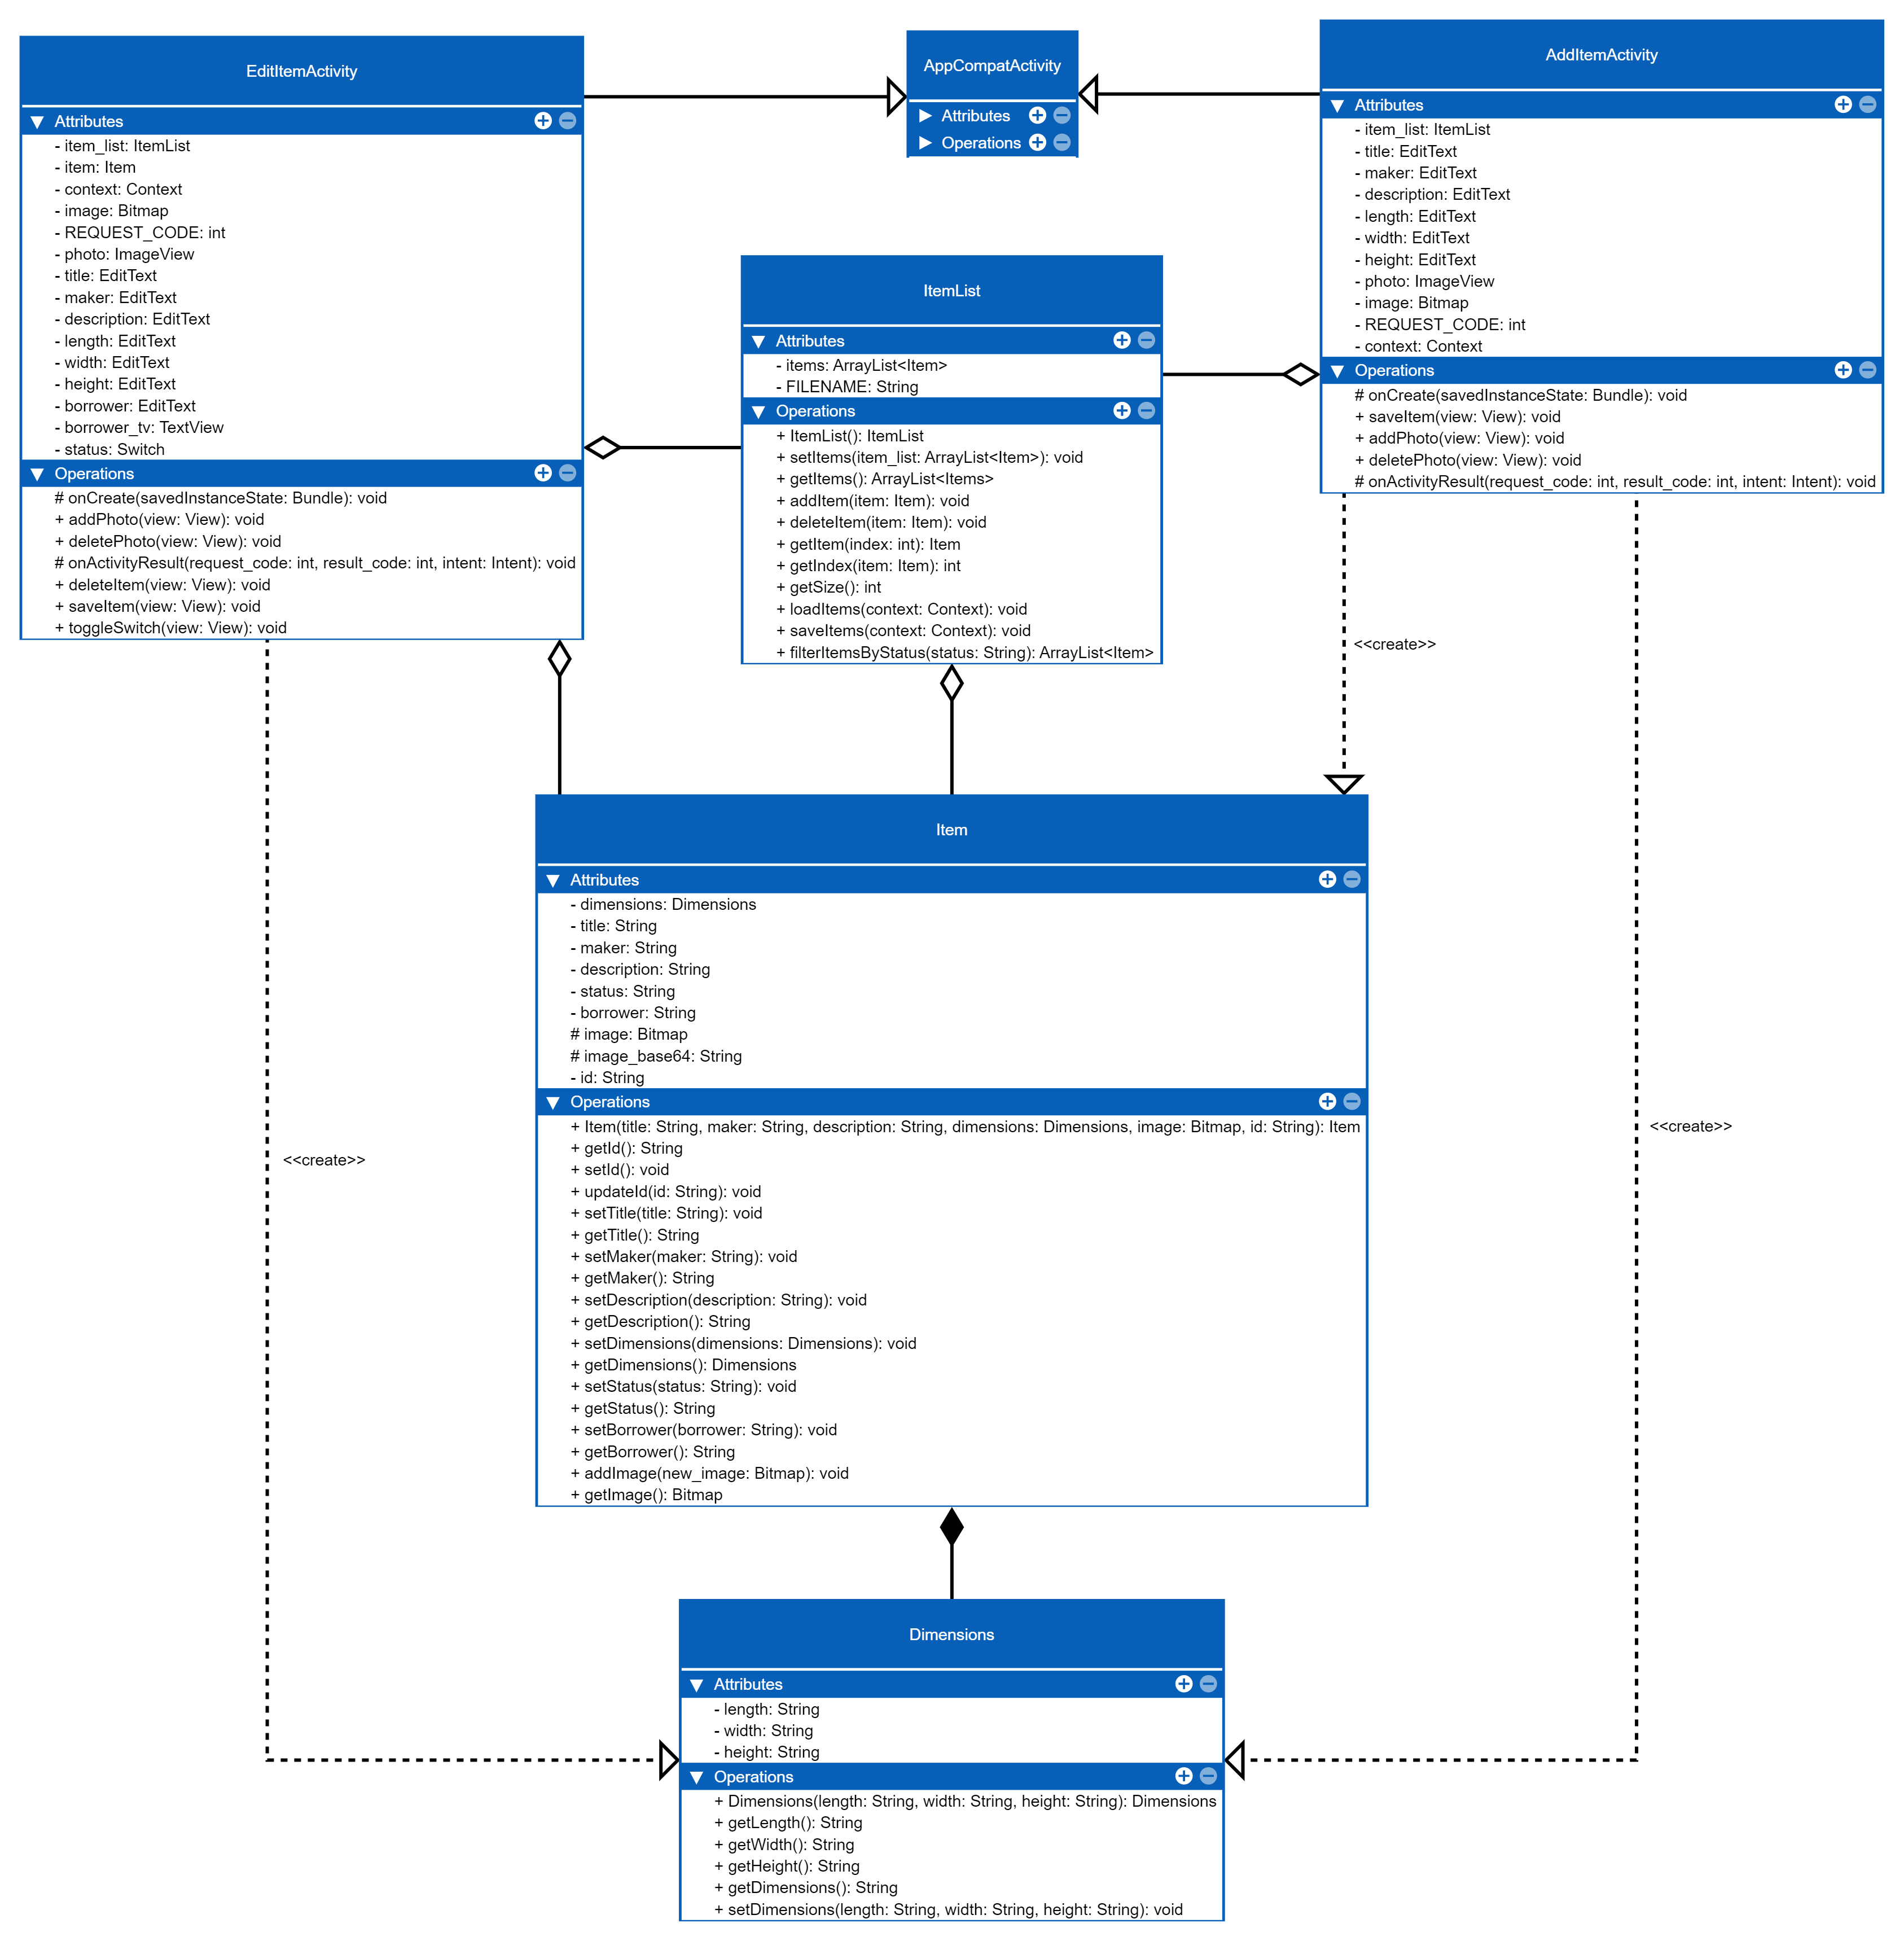 EditItemActivity
Attributes
- item_list: ItemList
- item: Item
- context: Context
- image: Bitmap
- REQUEST_CODE: int
- photo: ImageView
- title: EditText
- maker: EditText
- description: EditText
- length: EditText
- width: EditText
- height: EditText
- borrower: EditText
- borrower_tv: TextView
- status: Switch
Operations
# onCreate(savedInstanceState: Bundle): void
+ addPhoto(view: View): void
+ deletePhoto(view: View): void
# onActivityResult(request_code: int, result_code: int, intent: Intent): void
+ deleteItem(view: View): void
+ saveItem(view: View): void
+ toggleSwitch(view: View): void
AppCompatActivity
Attributes
Operations
AddItemActivity
Attributes
- item_list: ItemList
- title: EditText
- maker: EditText
- description: EditText
- length: EditText
- width: EditText
- height: EditText
- photo: ImageView
- image: Bitmap
- REQUEST_CODE: int
- context: Context
Operations
# onCreate(savedInstanceState: Bundle): void
+ saveItem(view: View): void
+ addPhoto(view: View): void
+ deletePhoto(view: View): void
# onActivityResult(request_code: int, result_code: int, intent: Intent): void
ItemList
Attributes
- items: ArrayList<Item>
- FILENAME: String
Operations
+ ItemList(): ItemList
+ setItems(item_list: ArrayList<Item>): void
+ getItems(): ArrayList<Items>
+ addItem(item: Item): void
+ deleteItem(item: Item): void
+ getItem(index: int): Item
+ getIndex(item: Item): int
+ getSize(): int
+ loadItems(context: Context): void
+ saveItems(context: Context): void
+ filterItemsByStatus(status: String): ArrayList<Item>
<<create>>
Item
Attributes
- dimensions: Dimensions
- title: String
- maker: String
- description: String
- status: String
- borrower: String
# image: Bitmap
# image_base64: String
- id: String
Operations
+ Item(title: String, maker: String, description: String, dimensions: Dimensions, image: Bitmap, id: String): Item
+ getId(): String
+ setId(): void
+ updateId(id: String): void
+ setTitle(title: String): void
+ getTitle(): String
+ setMaker(maker: String): void
+ getMaker(): String
+ setDescription(description: String): void
+ getDescription(): String
+ setDimensions(dimensions: Dimensions): void
+ getDimensions(): Dimensions
+ setStatus(status: String): void
+ getStatus(): String
+ setBorrower(borrower: String): void
+ getBorrower(): String
+ addImage(new_image: Bitmap): void
+ getImage(): Bitmap
<<create>>
<<create>>
Dimensions
Attributes
- length: String
- width: String
- height: String
Operations
+ Dimensions(length: String, width: String, height: String): Dimensions
+ getLength(): String
+ getWidth(): String
+ getHeight(): String
+ getDimensions(): String
+ setDimensions(length: String, width: String, height: String): void